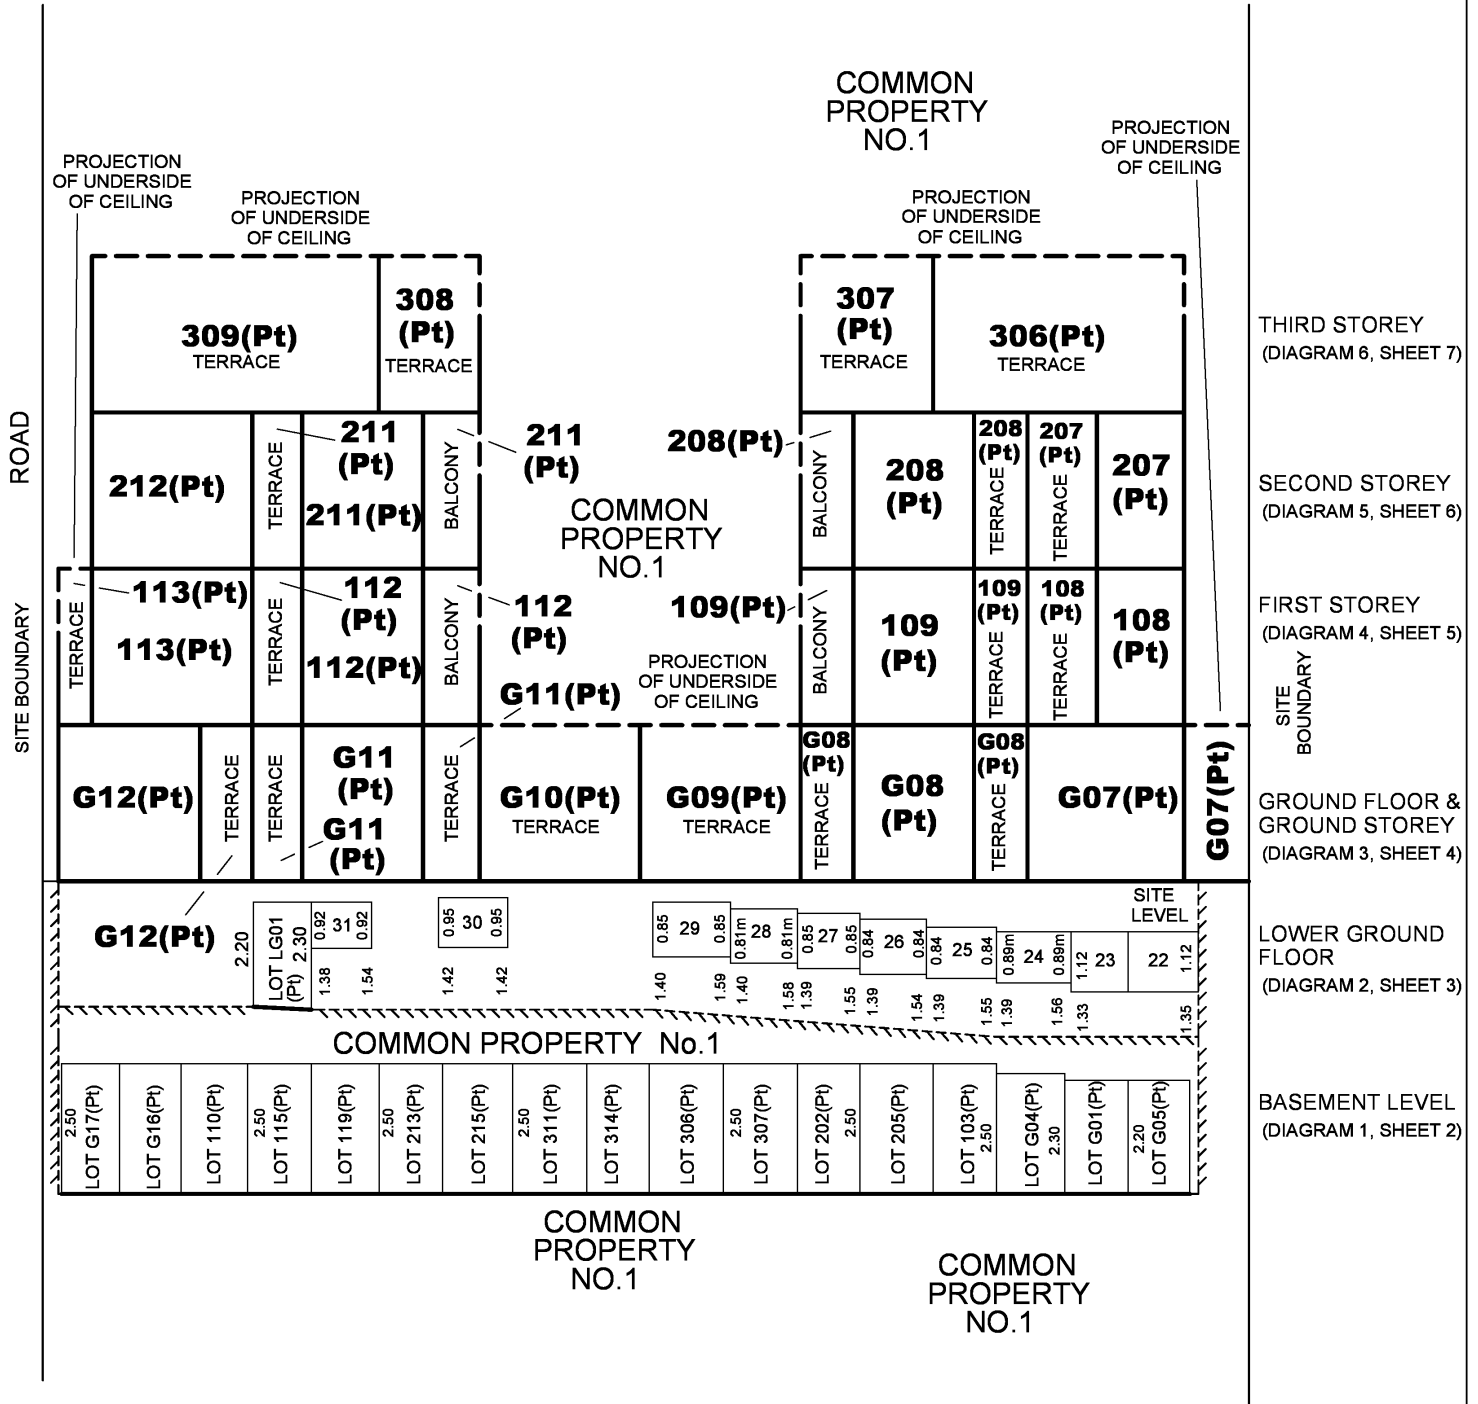 COMMON
PROPERTY
NO.1
PROJECTION
OF UNDERSIDE
OF CEILING
PROJECTION
OF UNDERSIDE
OF CEILING
PROJECTION
OF UNDERSIDE
OF CEILING
PROJECTION
OF UNDERSIDE
OF CEILING
309(Pt)
TERRACE
308
(Pt)
TERRACE
307
(Pt)
TERRACE
306(Pt)
TERRACE
THIRD STOREY
(DIAGRAM 6, SHEET 7)
ROAD
212(Pt)
TERRACE
211
(Pt)
211(Pt)
BALCONY
211
(Pt)
COMMON
PROPERTY
NO.1
208(Pt)
BALCONY
208
(Pt)
208
(Pt)
TERRACE
207
(Pt)
TERRACE
207
(Pt)
SECOND STOREY
(DIAGRAM 5, SHEET 6)
SITE BOUNDARY
TERRACE
113(Pt)
113(Pt)
TERRACE
112
(Pt)
112(Pt)
BALCONY
112
(Pt)
109(Pt)
BALCONY
109
(Pt)
109
(Pt)
TERRACE
108
(Pt)
TERRACE
108
(Pt)
FIRST STOREY
(DIAGRAM 4, SHEET 5)
SITE
BOUNDARY
PROJECTION
OF UNDERSIDE
OF CEILING
G11(Pt)
G12(Pt)
TERRACE
TERRACE
G11
(Pt)
G11
(Pt)
TERRACE
G10(Pt)
TERRACE
G09(Pt)
TERRACE
G08
(Pt)
TERRACE
G08
(Pt)
G08
(Pt)
TERRACE
G07(Pt)
G07(Pt)
GROUND FLOOR &
GROUND STOREY
(DIAGRAM 3, SHEET 4)
G12(Pt)
2.20
LOT LG01
(Pt)
2.30
0.92
31
0.92
1.38
1.54
0.95
30
0.95
1.42
1.42
0.85
29
0.85
1.40
1.59
0.81m
28
0.81m
1.40
1.58
0.85
27
0.85
1.39
1.55
0.84
26
0.84
1.39
1.54
0.84
25
0.84
1.39
1.55
0.89m
24
0.89m
1.39
1.56
1.12
23
1.33
22
1.12
1.35
SITE
LEVEL
LOWER GROUND
FLOOR
(DIAGRAM 2, SHEET 3)
COMMON PROPERTY No.1
2.50
LOT G17(Pt)
LOT G16(Pt)
LOT 110(Pt)
2.50
LOT 115(Pt)
LOT 119(Pt)
2.50
LOT 213(Pt)
LOT 215(Pt)
2.50
LOT 311(Pt)
LOT 314(Pt)
LOT 306(Pt)
2.50
LOT 307(Pt)
LOT 202(Pt)
2.50
LOT 205(Pt)
LOT 103(Pt)
2.50
LOT G04(Pt)
2.30
LOT G01(Pt)
2.20
LOT G05(Pt)
BASEMENT LEVEL
(DIAGRAM 1, SHEET 2)
COMMON
PROPERTY
NO.1
COMMON
PROPERTY
NO.1